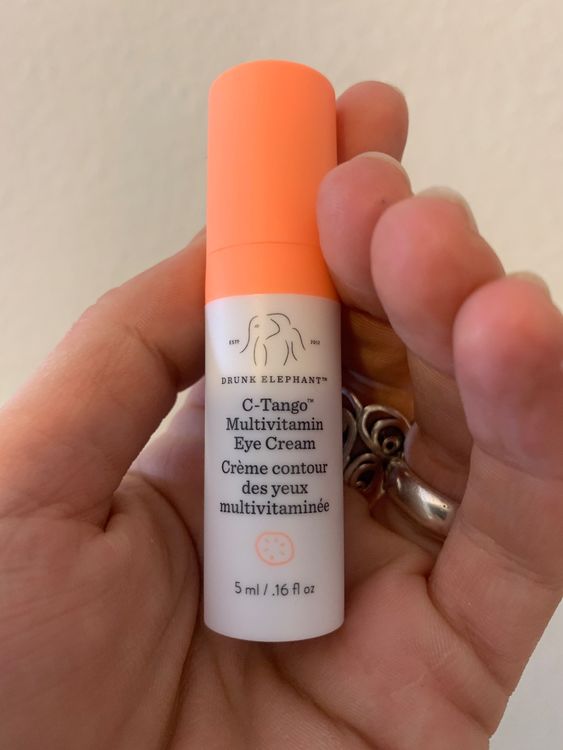 ESTD 2012
DRUNK ELEPHANT™
C-Tango™
Multivitamin
Eye Cream
Crème contour
des yeux
multivitaminée
5 ml / .16 fl oz